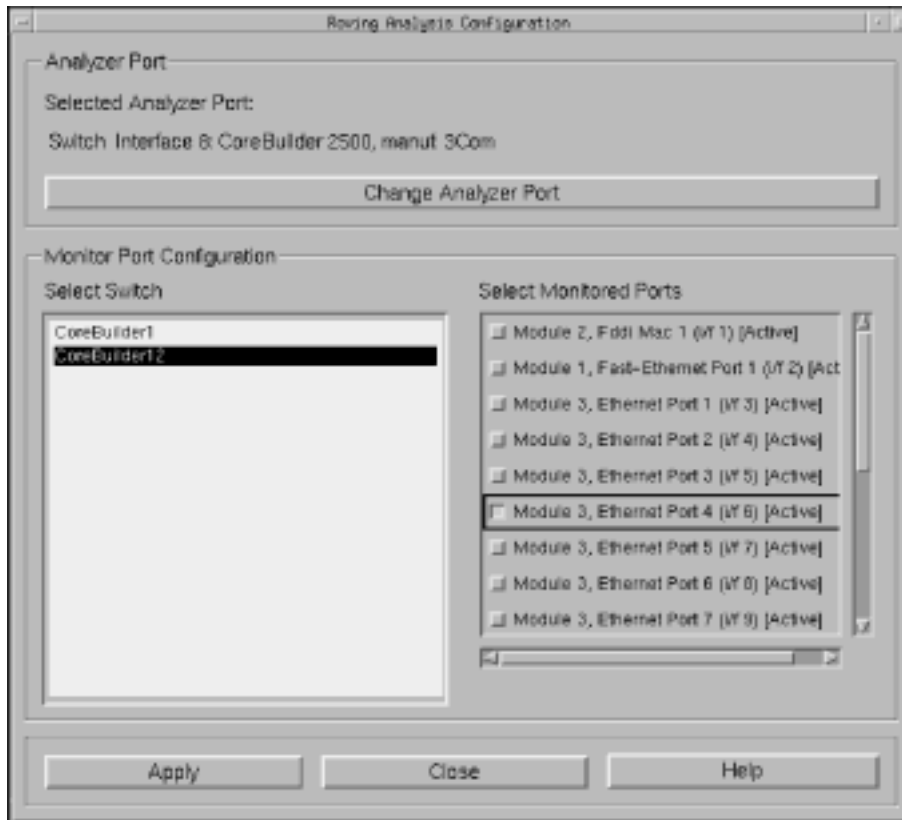 Roving Analysis Configuration
Analyzer Port
Selected Analyzer Port:
Switch Interface 8: CoreBuilder 2500, manuf: 3Com
Change Analyzer Port
Monitor Port Configuration
Select Switch
Select Monitored Ports
CoreBuilder1
CoreBuilder12
Module 2, Fddi Mac 1 (i/f 1) [Active]
Module 1, Fast-Ethernet Port 1 (i/f 2) [Act
Module 3, Ethernet Port 1 (i/f 3) [Active]
Module 3, Ethernet Port 2 (i/f 4) [Active]
Module 3, Ethernet Port 3 (i/f 5) [Active]
Module 3, Ethernet Port 4 (i/f 6) [Active]
Module 3, Ethernet Port 5 (i/f 7) [Active]
Module 3, Ethernet Port 6 (i/f 8) [Active]
Module 3, Ethernet Port 7 (i/f 9) [Active]
Apply
Close
Help